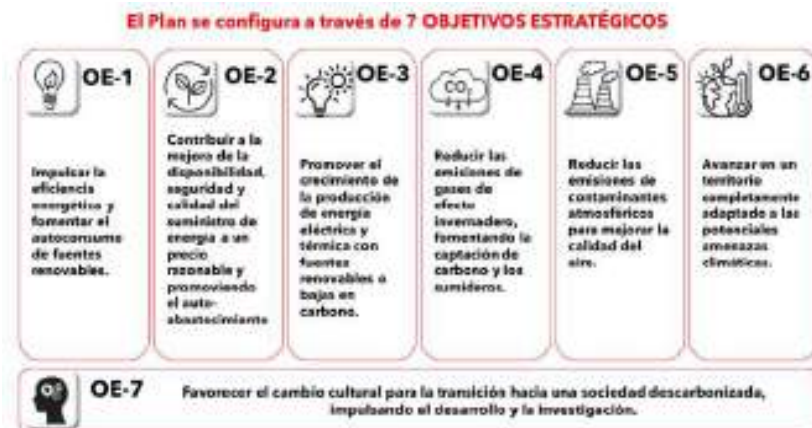 El Plan se configura a través de 7 OBJETIVOS ESTRATÉGICOS
OE-1
Impulsar la
eficiencia
energética y
fomentar el
autoconsumo
de fuentes
renovables.
OE-2
Contribuir a la
mejora de la
disponibilidad,
seguridad y
calidad del
suministro de
energía a un
precio
razonable y
promoviendo
el auto-
abastecimiento
OE-3
Promover el
crecimiento de
la producción
de energía
eléctrica y
térmica con
fuentes
renovables o
bajas en
carbono.
OE-4
CO2
Reducir las
emisiones de
gases de
efecto
invernadero,
fomentando la
captación de
carbono y los
sumideros.
OE-5
Reducir las
emisiones de
contaminantes
atmosféricos
para mejorar la
calidad del
aire.
OE-6
Avanzar en un
territorio
completamente
adaptado a las
potenciales
amenazas
climáticas.
OE-7
Favorecer el cambio cultural para la transición hacia una sociedad descarbonizada,
impulsando el desarrollo y la investigación.